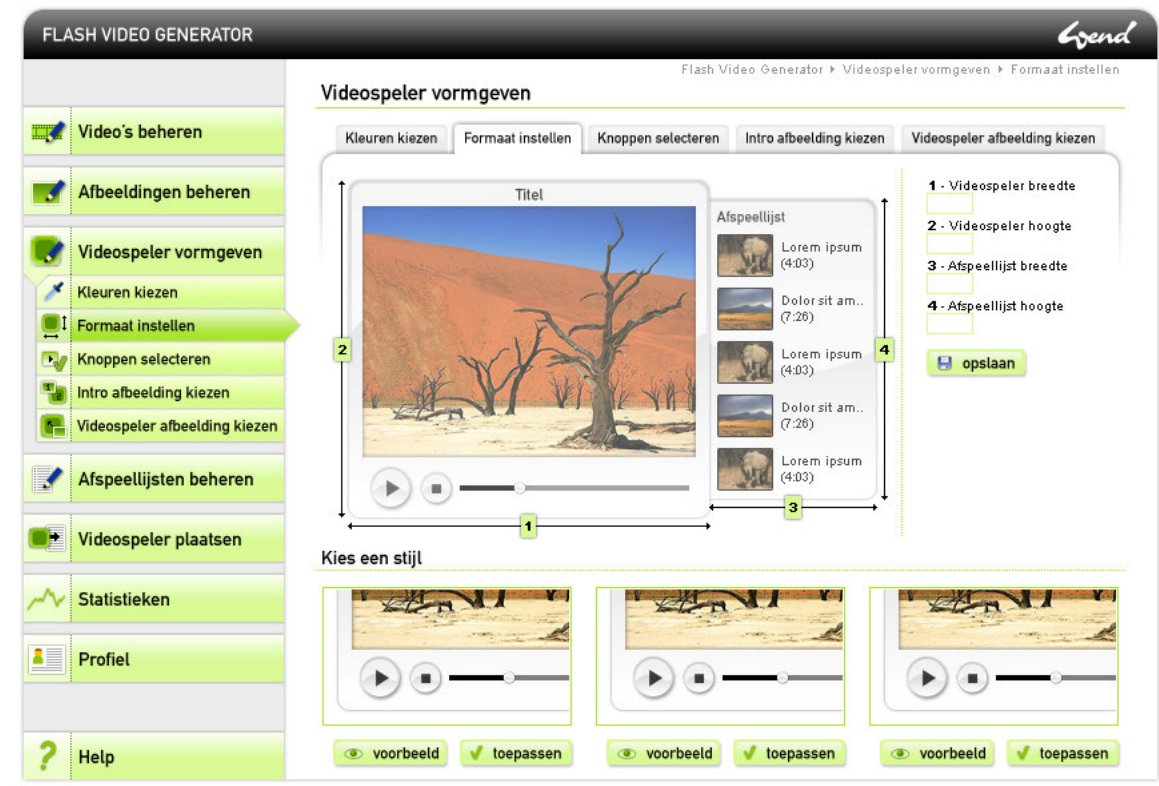 FLASH VIDEO GENERATOR
Wend
Flash Video Generator ▸ Videospeler vormgeven ▸ Formaat instellen
Videospeler vormgeven
Kleuren kiezen
Formaat instellen
Knoppen selecteren
Intro afbeelding kiezen
Videospeler afbeelding kiezen
Video's beheren
Afbeeldingen beheren
Videospeler vormgeven
Kleuren kiezen
Formaat instellen
Knoppen selecteren
Intro afbeelding kiezen
Videospeler afbeelding kiezen
Afspeellijsten beheren
Videospeler plaatsen
Statistieken
Profiel
Help
Titel
Afspeellijst
Lorem ipsum
(4:03)
Dolor sit am..
(7:26)
Lorem ipsum
(4:03)
Dolor sit am..
(7:26)
Lorem ipsum
(4:03)
2
4
3
1
1 - Videospeler breedte
2 - Videospeler hoogte
3 - Afspeellijst breedte
4 - Afspeellijst hoogte
opslaan
Kies een stijl
voorbeeld
toepassen
voorbeeld
toepassen
voorbeeld
toepassen